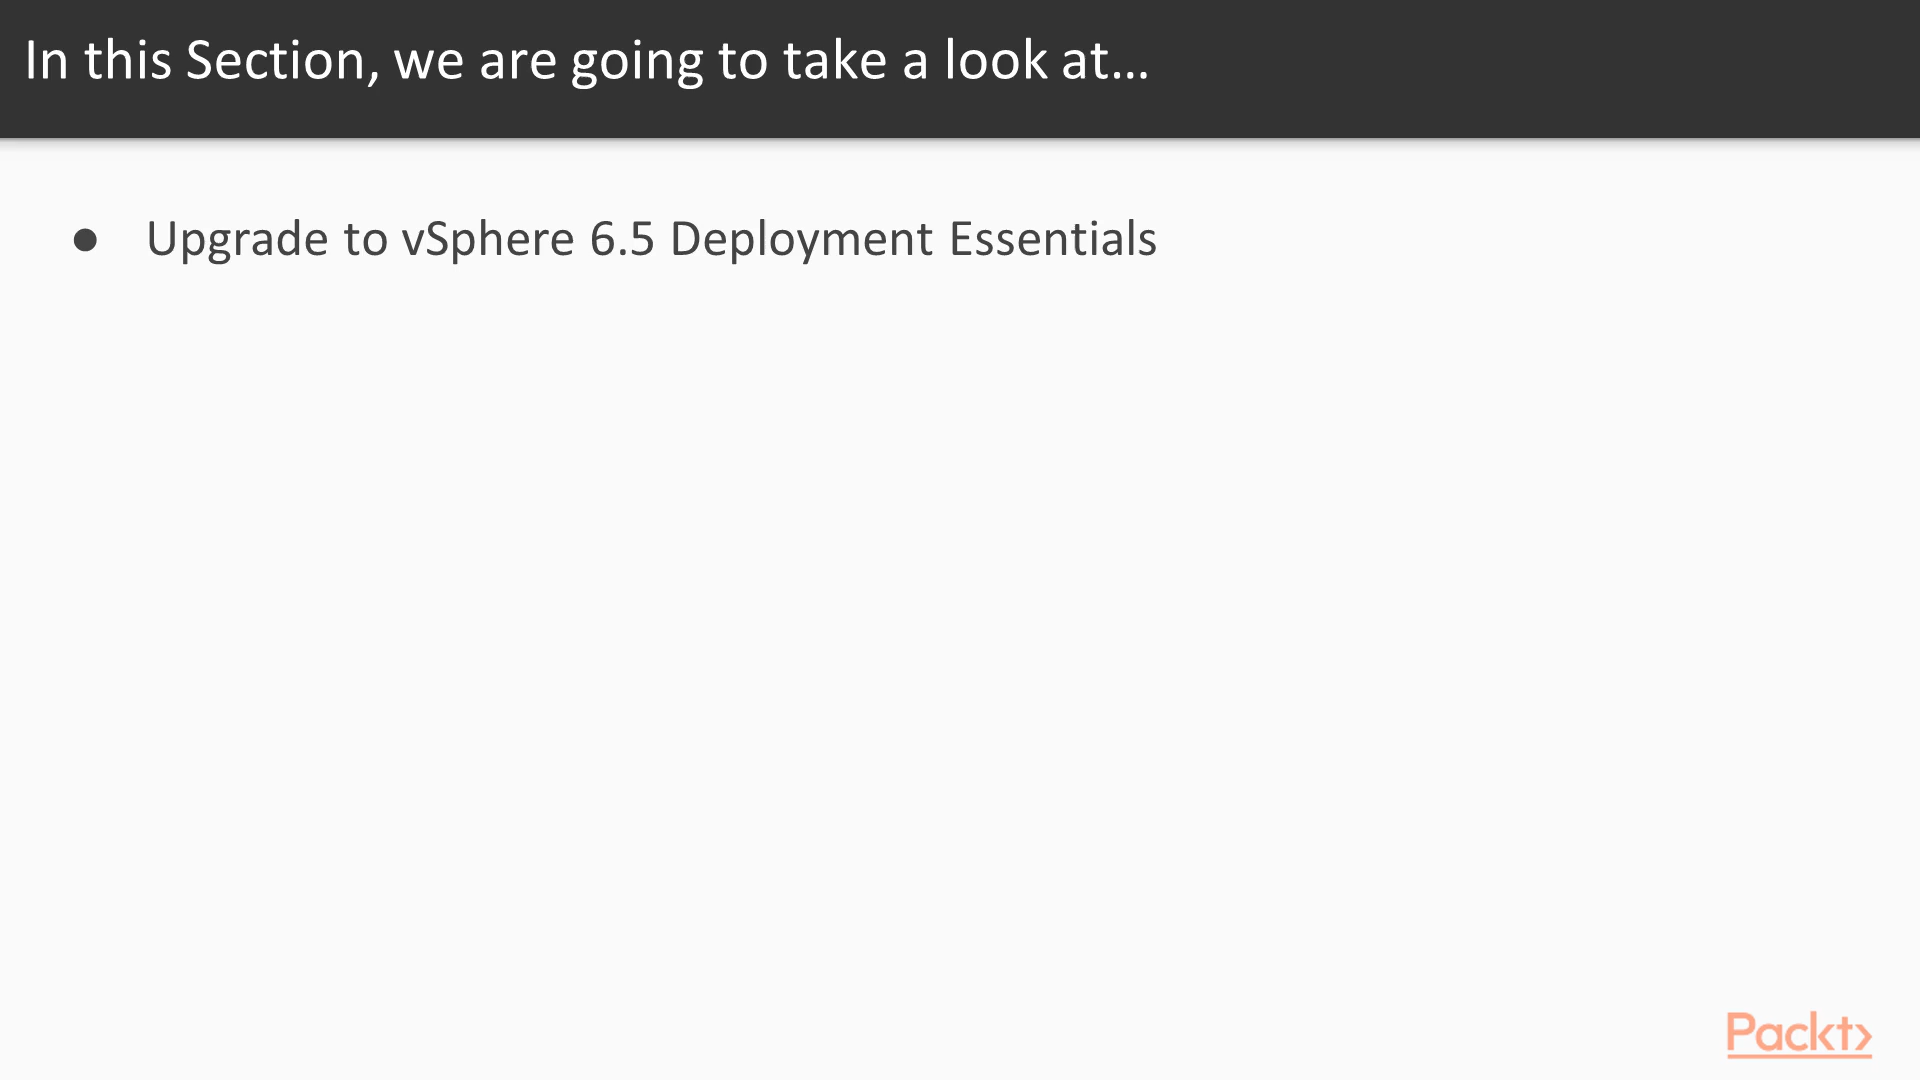 In this Section, we are going to take a look at…
● Upgrade to vSphere 6.5 Deployment Essentials
Packt>